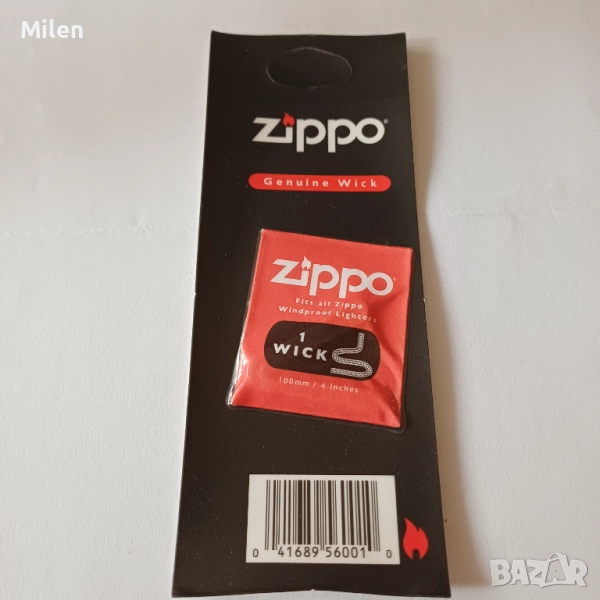 Milen
zippo
Genuine Wick
zippo
Fits all Zippo
Windproof Lighters
1
WICK
100mm / 4 inches
0 41689 56001 0
BAZAR